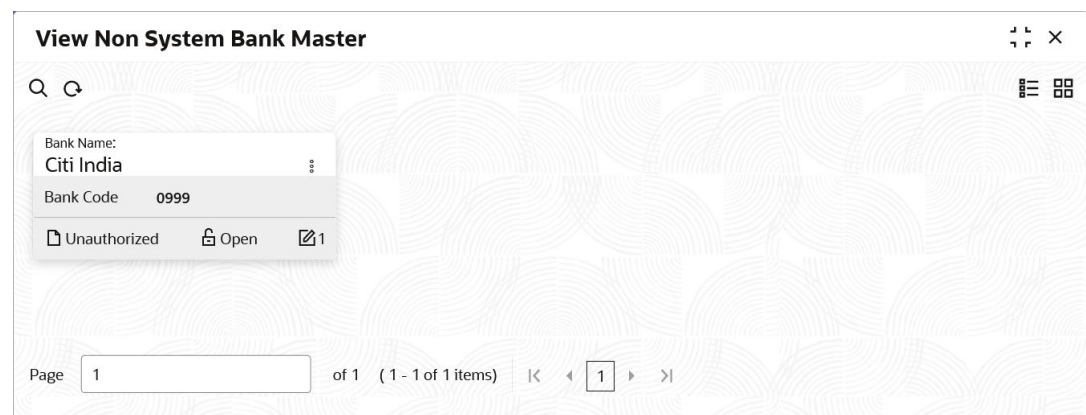 View Non System Bank Master
Bank Name:
Citi India
Bank Code 0999
Unauthorized Open 1
Page 1 of 1 ( 1 - 1 of 1 items) 1